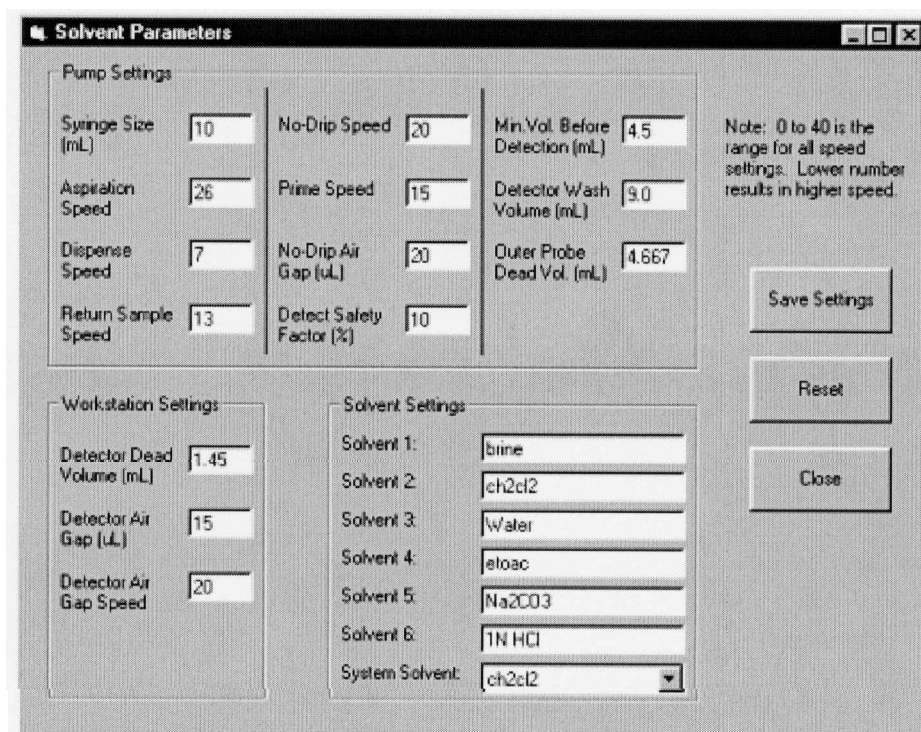 Solvent Parameters
Pump Settings
Syringe Size
(mL)
10
Aspiration
Speed
26
Dispense
Speed
7
Return Sample
Speed
13
No-Drip Speed
20
Prime Speed
15
No-Drip Air
Gap (uL)
20
Detect Safety
Factor (%)
10
Min.Vol. Before
Detection (mL)
4.5
Detector Wash
Volume (mL)
9.0
Outer Probe
Dead Vol. (mL)
4.667
Note: 0 to 40 is the
range for all speed
settings. Lower number
results in higher speed.
Save Settings
Reset
Close
Workstation Settings
Detector Dead
Volume (mL)
1.45
Detector Air
Gap (uL)
15
Detector Air
Gap Speed
20
Solvent Settings
Solvent 1:
brine
Solvent 2:
ch2cl2
Solvent 3:
Water
Solvent 4:
etoac
Solvent 5:
Na2CO3
Solvent 6:
1N HCl
System Solvent:
ch2cl2